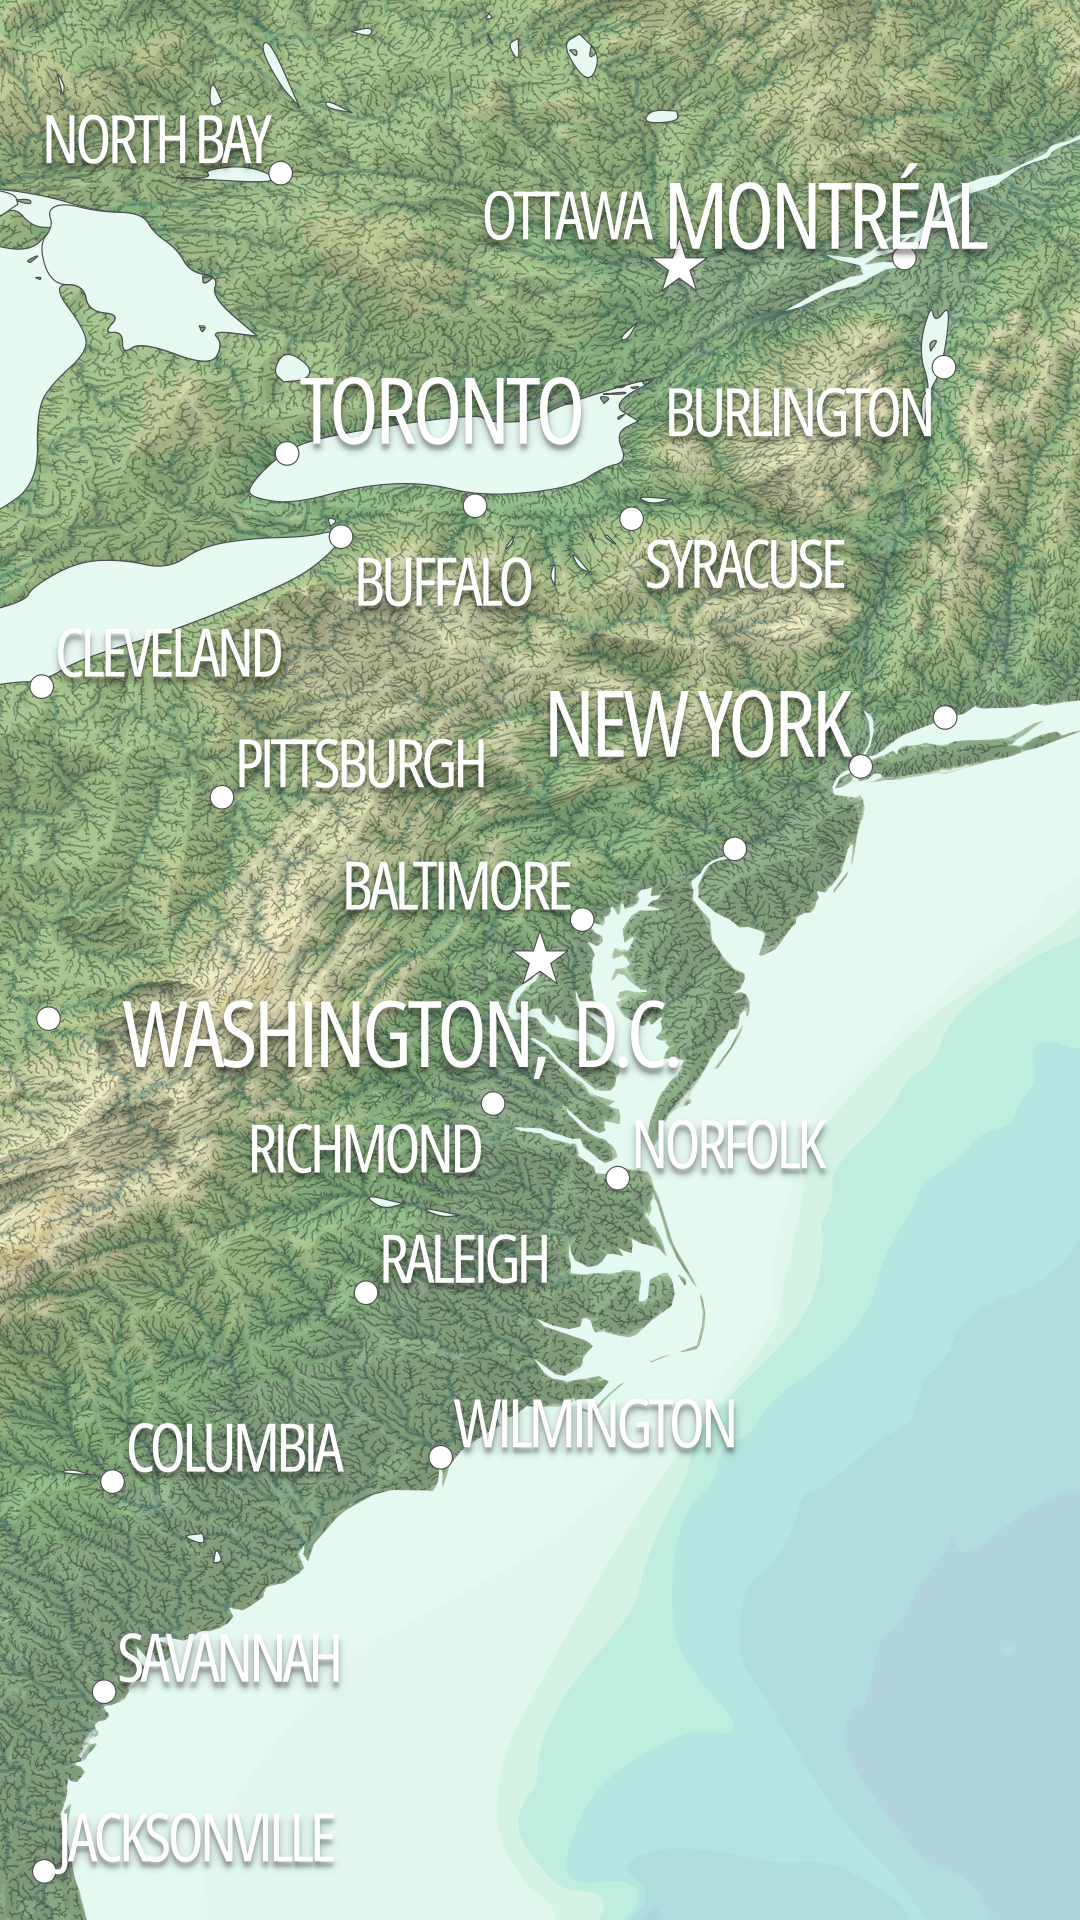 NORTH BAY
OTTAWA
MONTRÉAL
TORONTO
BURLINGTON
BUFFALO
SYRACUSE
CLEVELAND
NEW YORK
PITTSBURGH
BALTIMORE
WASHINGTON, D.C.
RICHMOND
NORFOLK
RALEIGH
WILMINGTON
COLUMBIA
SAVANNAH
JACKSONVILLE